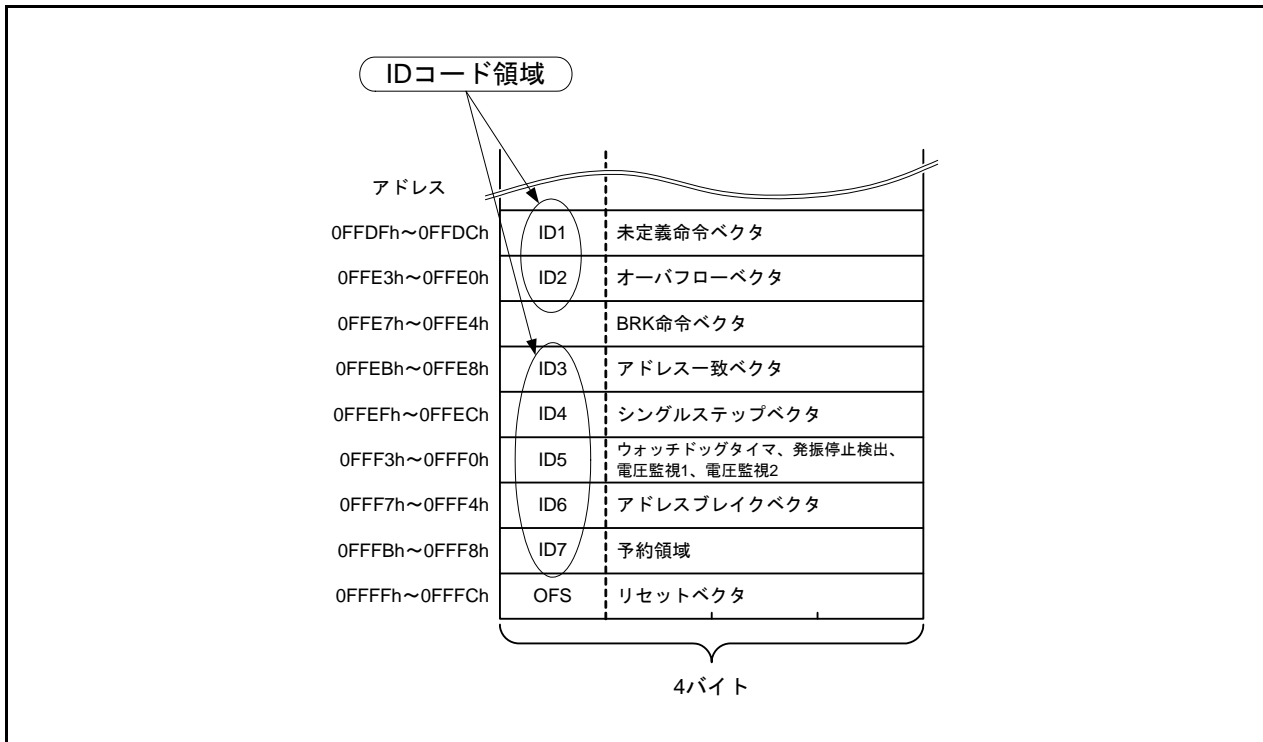 IDコード領域
アドレス
0FFDFh～0FFDCh ID1 未定義命令ベクタ
0FFE3h～0FFE0h ID2 オーバフローベクタ
0FFE7h～0FFE4h BRK命令ベクタ
0FFEBh～0FFE8h ID3 アドレス一致ベクタ
0FFEFh～0FFECh ID4 シングルステップベクタ
0FFF3h～0FFF0h ID5 ウォッチドッグタイマ、発振停止検出、
電圧監視1、電圧監視2
0FFF7h～0FFF4h ID6 アドレスブレイクベクタ
0FFFBh～0FFF8h ID7 予約領域
0FFFFh～0FFFCh OFS リセットベクタ
4バイト